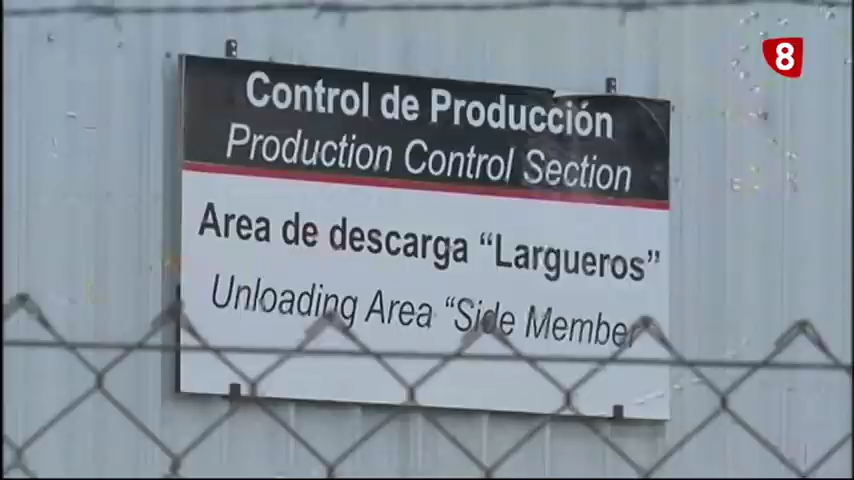 8
Control de Producción
Production Control Section
Area de descarga “Largueros”
Unloading Area “Side Member